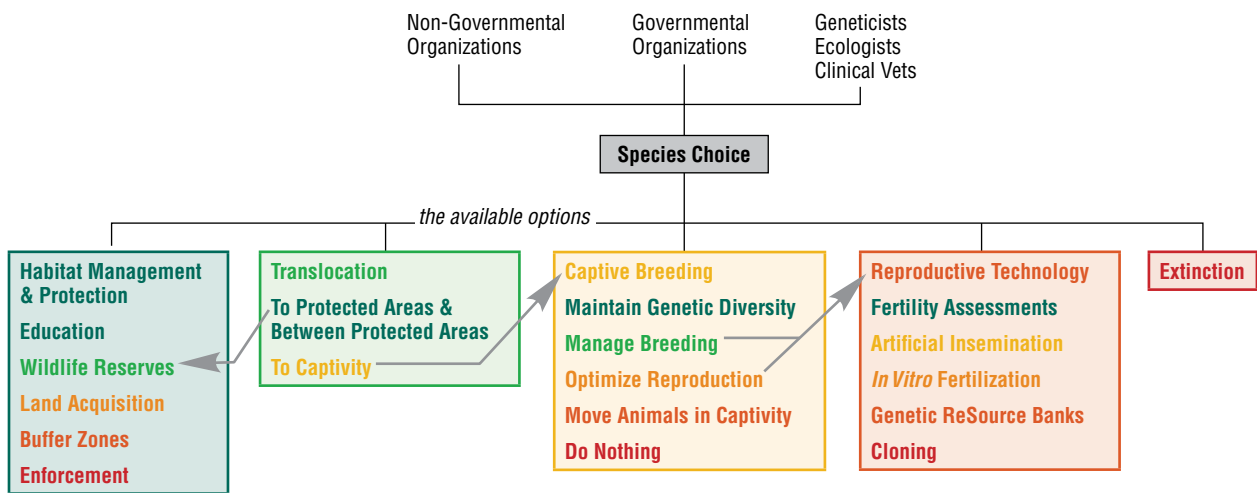 Non-Governmental
Organizations
Governmental
Organizations
Geneticists
Ecologists
Clinical Vets
Species Choice
the available options
Habitat Management
& Protection
Education
Wildlife Reserves
Land Acquisition
Buffer Zones
Enforcement
Translocation
To Protected Areas &
Between Protected Areas
To Captivity
Captive Breeding
Maintain Genetic Diversity
Manage Breeding
Optimize Reproduction
Move Animals in Captivity
Do Nothing
Reproductive Technology
Fertility Assessments
Artificial Insemination
In Vitro Fertilization
Genetic ReSource Banks
Cloning
Extinction